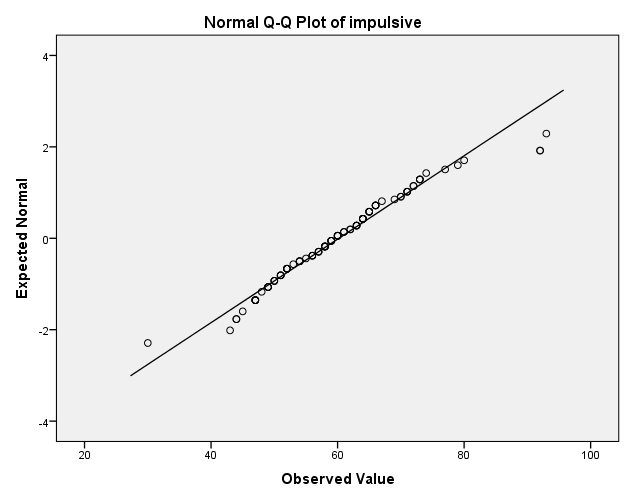 Normal Q-Q Plot of impulsive
4
2
0
-2
-4
Expected Normal
20 40 60 80 100
Observed Value